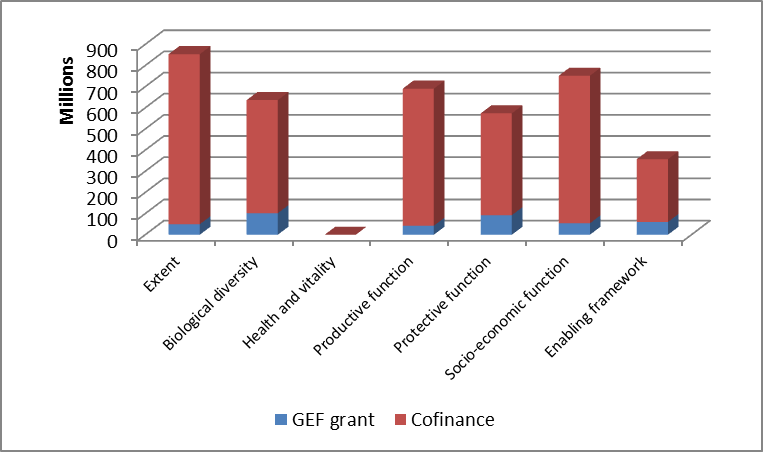 Millions
900
800
700
600
500
400
300
200
100
0
Extent
Biological diversity
Health and vitality
Productive function
Protective function
Socio-economic function
Enabling framework
GEF grant Cofinance